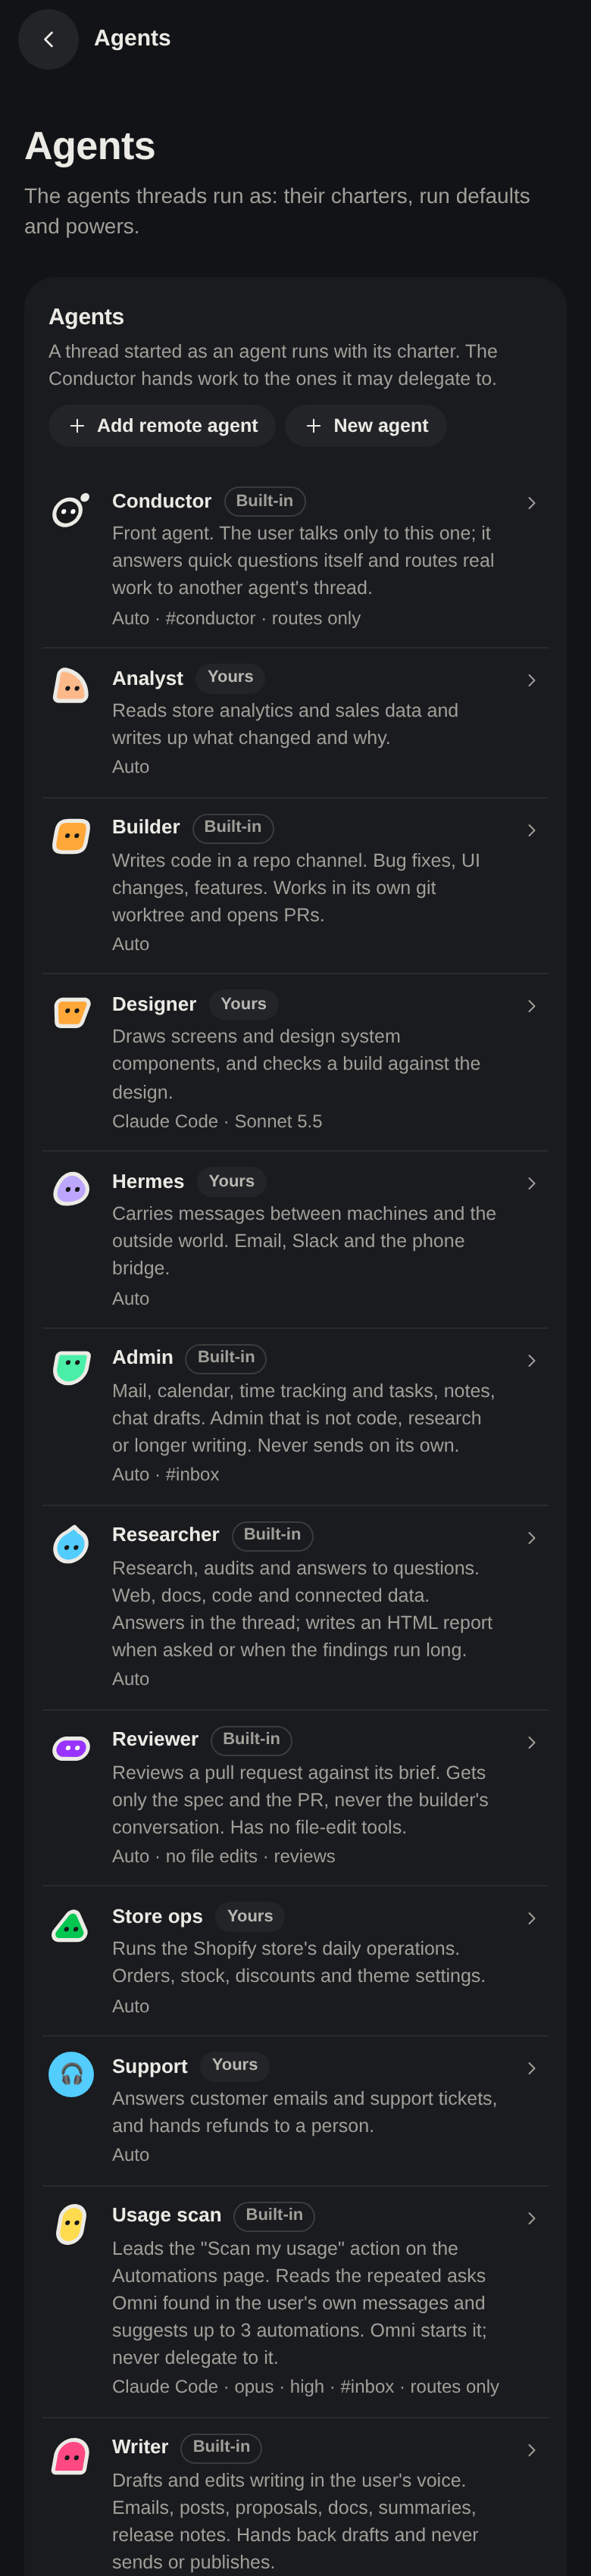 Agents
Agents
The agents threads run as: their charters, run defaults
and powers.
Agents
A thread started as an agent runs with its charter. The
Conductor hands work to the ones it may delegate to.
Add remote agent
New agent
Conductor Built-in
Front agent. The user talks only to this one; it
answers quick questions itself and routes real
work to another agent's thread.
Auto · #conductor · routes only
Analyst Yours
Reads store analytics and sales data and
writes up what changed and why.
Auto
Builder Built-in
Writes code in a repo channel. Bug fixes, UI
changes, features. Works in its own git
worktree and opens PRs.
Auto
Designer Yours
Draws screens and design system
components, and checks a build against the
design.
Claude Code · Sonnet 5.5
Hermes Yours
Carries messages between machines and the
outside world. Email, Slack and the phone
bridge.
Auto
Admin Built-in
Mail, calendar, time tracking and tasks, notes,
chat drafts. Admin that is not code, research
or longer writing. Never sends on its own.
Auto · #inbox
Researcher Built-in
Research, audits and answers to questions.
Web, docs, code and connected data.
Answers in the thread; writes an HTML report
when asked or when the findings run long.
Auto
Reviewer Built-in
Reviews a pull request against its brief. Gets
only the spec and the PR, never the builder's
conversation. Has no file-edit tools.
Auto · no file edits · reviews
Store ops Yours
Runs the Shopify store's daily operations.
Orders, stock, discounts and theme settings.
Auto
Support Yours
Answers customer emails and support tickets,
and hands refunds to a person.
Auto
Usage scan Built-in
Leads the "Scan my usage" action on the
Automations page. Reads the repeated asks
Omni found in the user's own messages and
suggests up to 3 automations. Omni starts it;
never delegate to it.
Claude Code · opus · high · #inbox · routes only
Writer Built-in
Drafts and edits writing in the user's voice.
Emails, posts, proposals, docs, summaries,
release notes. Hands back drafts and never
sends or publishes.